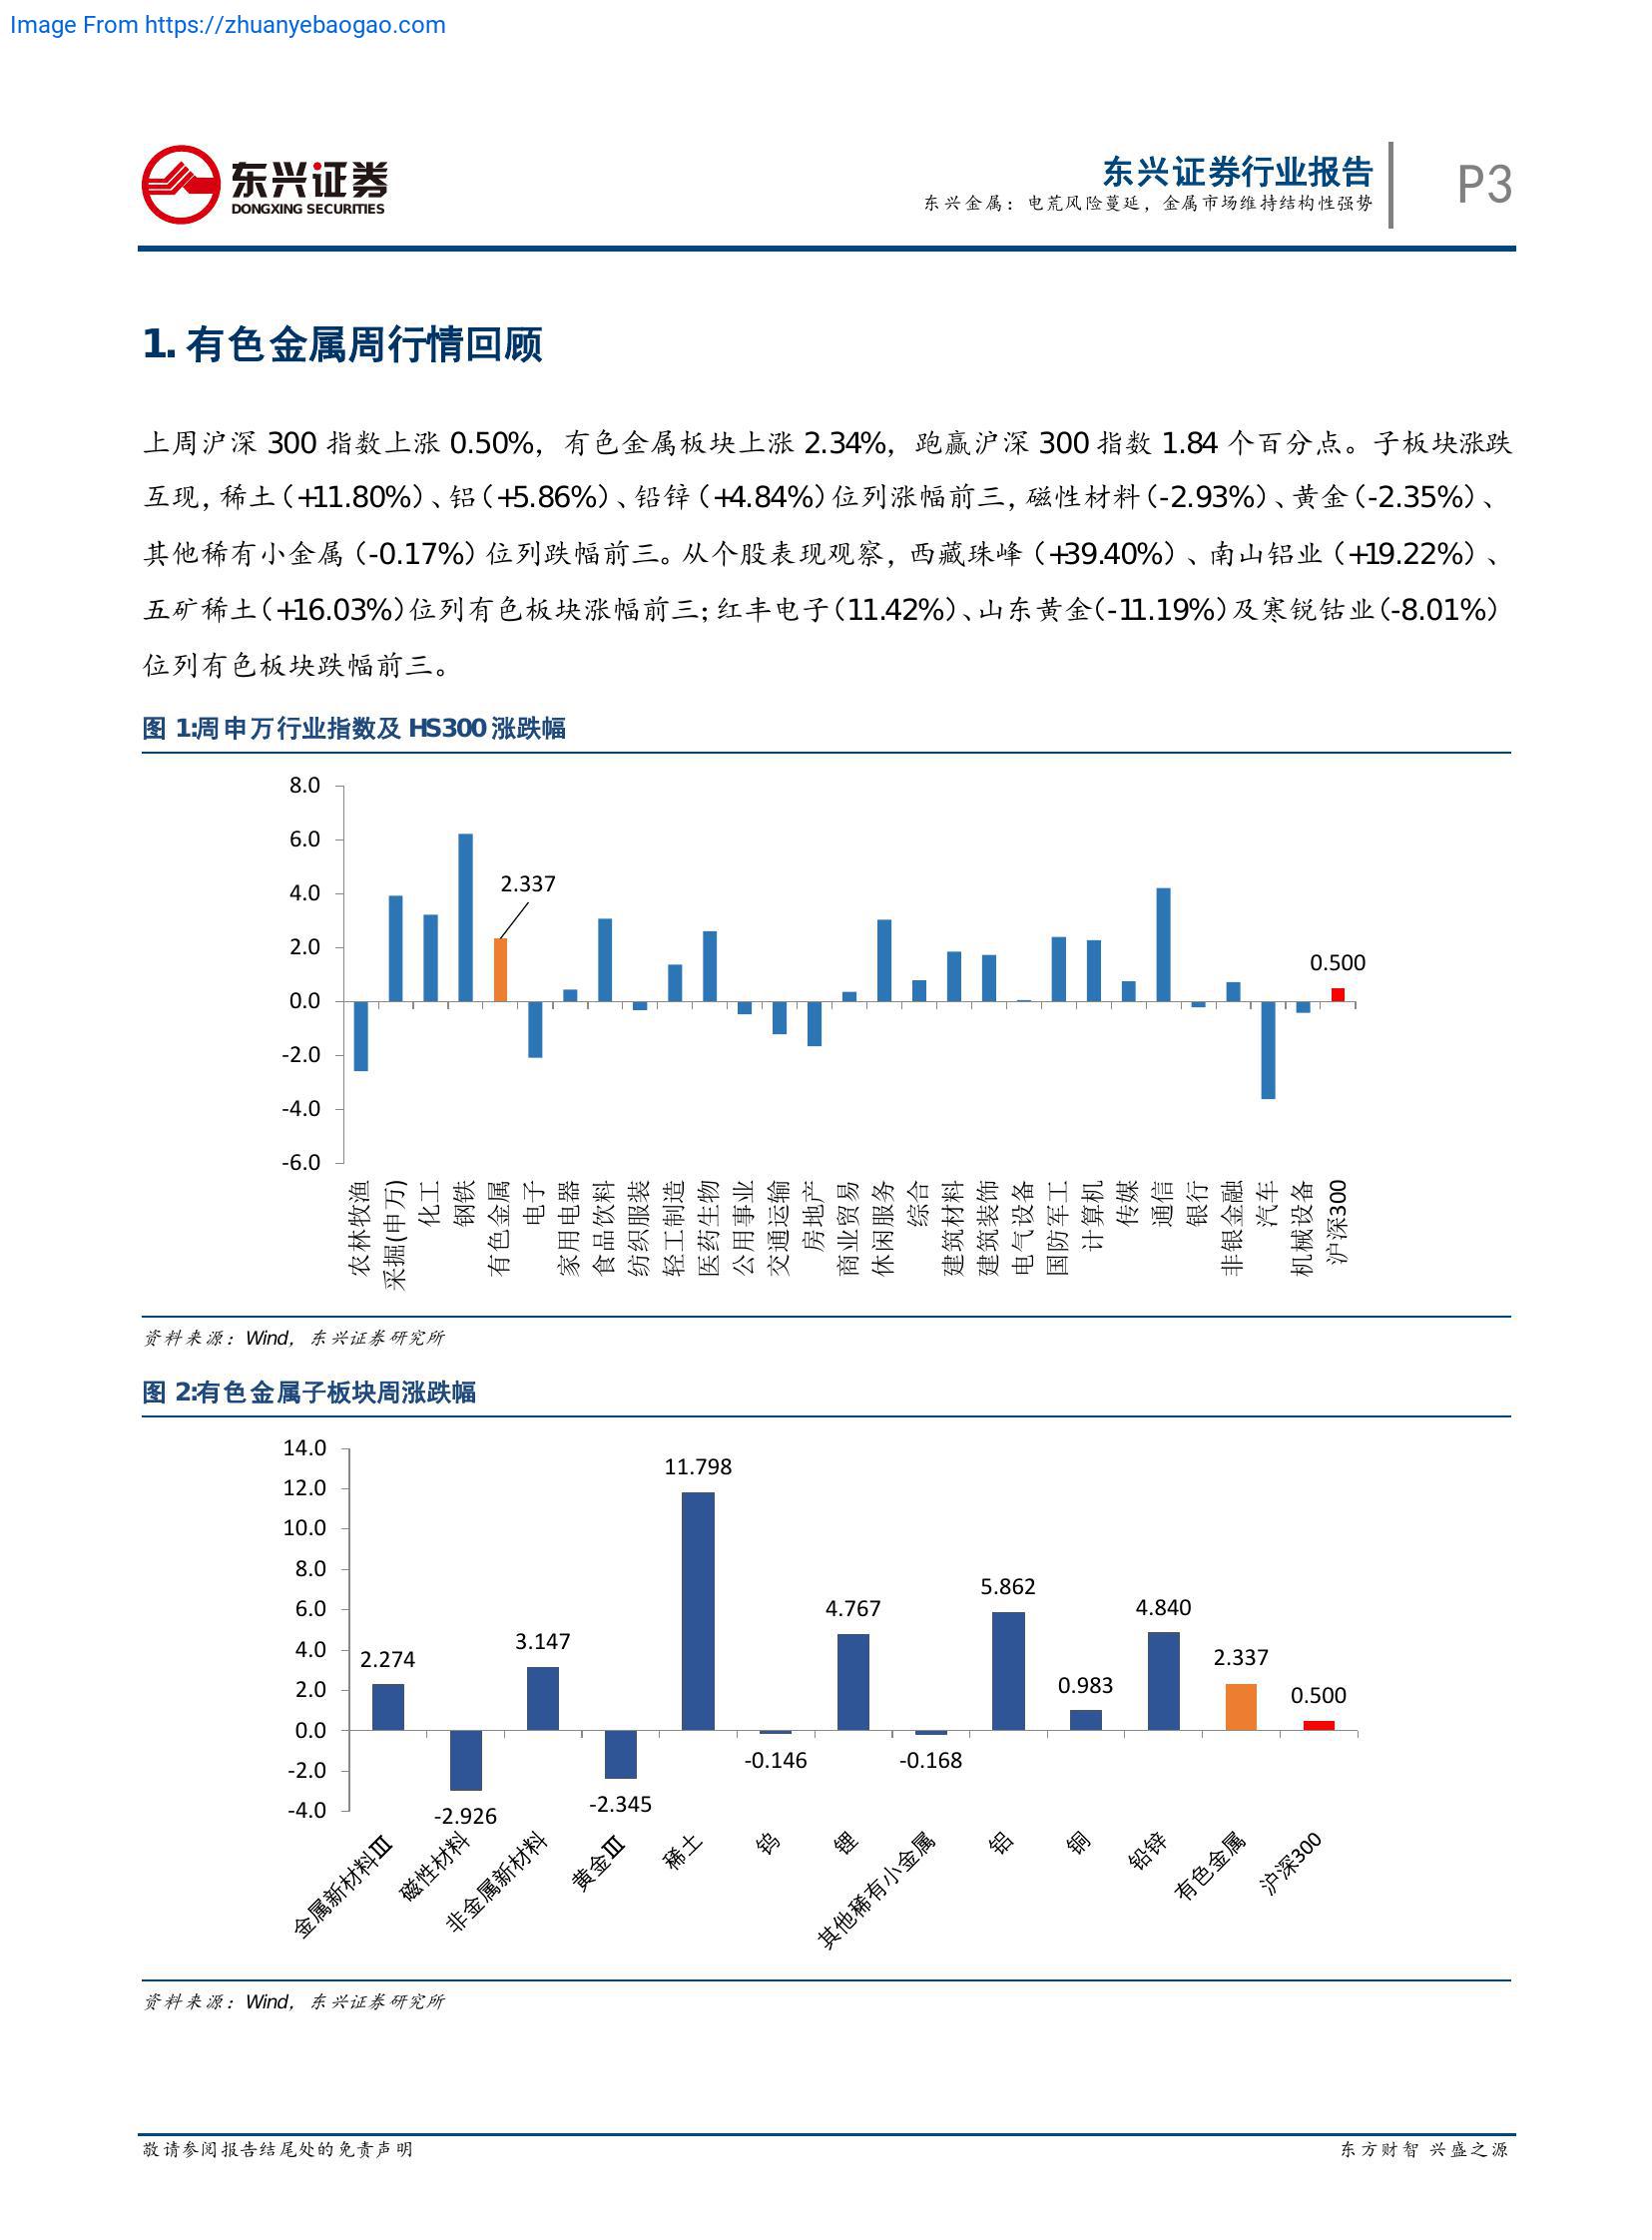 Image From https://zhuanyebaogao.com
东兴证券
DONGXING SECURITIES
东兴证券行业报告
东兴金属：电荒风险蔓延，金属市场维持结构性强势
P3
1. 有色金属周行情回顾
上周沪深 300 指数上涨 0.50%，有色金属板块上涨 2.34%，跑赢沪深 300 指数 1.84 个百分点。子板块涨跌
互现，稀土（+11.80%）、铝（+5.86%）、铅锌（+4.84%）位列涨幅前三，磁性材料（-2.93%）、黄金（-2.35%）、
其他稀有小金属（-0.17%）位列跌幅前三。从个股表现观察，西藏珠峰（+39.40%）、南山铝业（+19.22%）、
五矿稀土（+16.03%）位列有色板块涨幅前三；红丰电子（11.42%）、山东黄金（-11.19%）及寒锐钴业（-8.01%）
位列有色板块跌幅前三。
图 1:周申万行业指数及 HS300 涨跌幅
8.0
6.0
4.0
2.0
0.0
-2.0
-4.0
-6.0
2.337
0.500
农林牧渔
采掘(申万)
化工
钢铁
有色金属
电子
家用电器
食品饮料
纺织服装
轻工制造
医药生物
公用事业
交通运输
房地产
商业贸易
休闲服务
综合
建筑材料
建筑装饰
电气设备
国防军工
计算机
传媒
通信
银行
非银金融
汽车
机械设备
沪深300
资料来源：Wind，东兴证券研究所
图 2:有色金属子板块周涨跌幅
14.0
12.0
10.0
8.0
6.0
4.0
2.0
0.0
-2.0
-4.0
2.274
-2.926
3.147
-2.345
11.798
-0.146
4.767
-0.168
5.862
0.983
4.840
2.337
0.500
金属新材料Ⅲ
磁性材料
非金属新材料
黄金Ⅲ
稀土
钨
锂
其他稀有小金属
铝
铜
铅锌
有色金属
沪深300
资料来源：Wind，东兴证券研究所
敬请参阅报告结尾处的免责声明
东方财智 兴盛之源